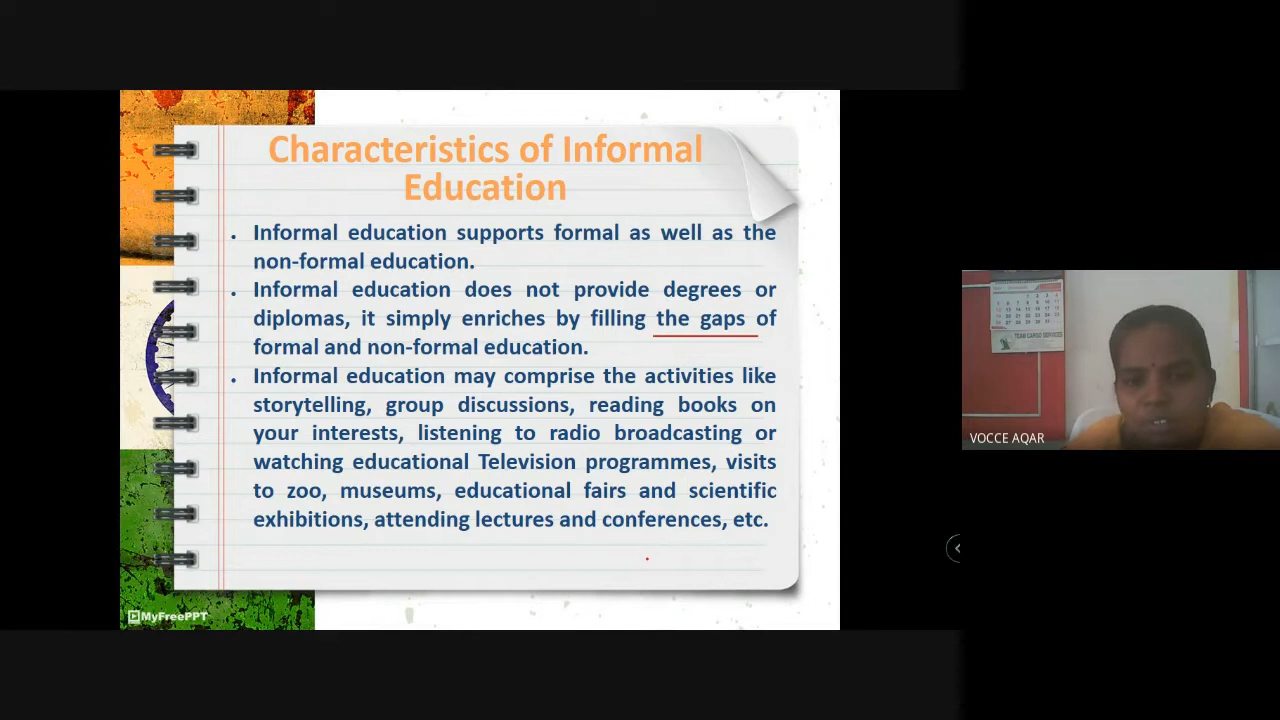 Characteristics of Informal
Education
. Informal education supports formal as well as the
non-formal education.
. Informal education does not provide degrees or
diplomas, it simply enriches by filling the gaps of
formal and non-formal education.
. Informal education may comprise the activities like
storytelling, group discussions, reading books on
your interests, listening to radio broadcasting or
watching educational Television programmes, visits
to zoo, museums, educational fairs and scientific
exhibitions, attending lectures and conferences, etc.
MyFreePPT
TEAM CARGO SERVICES
VOCCE AQAR